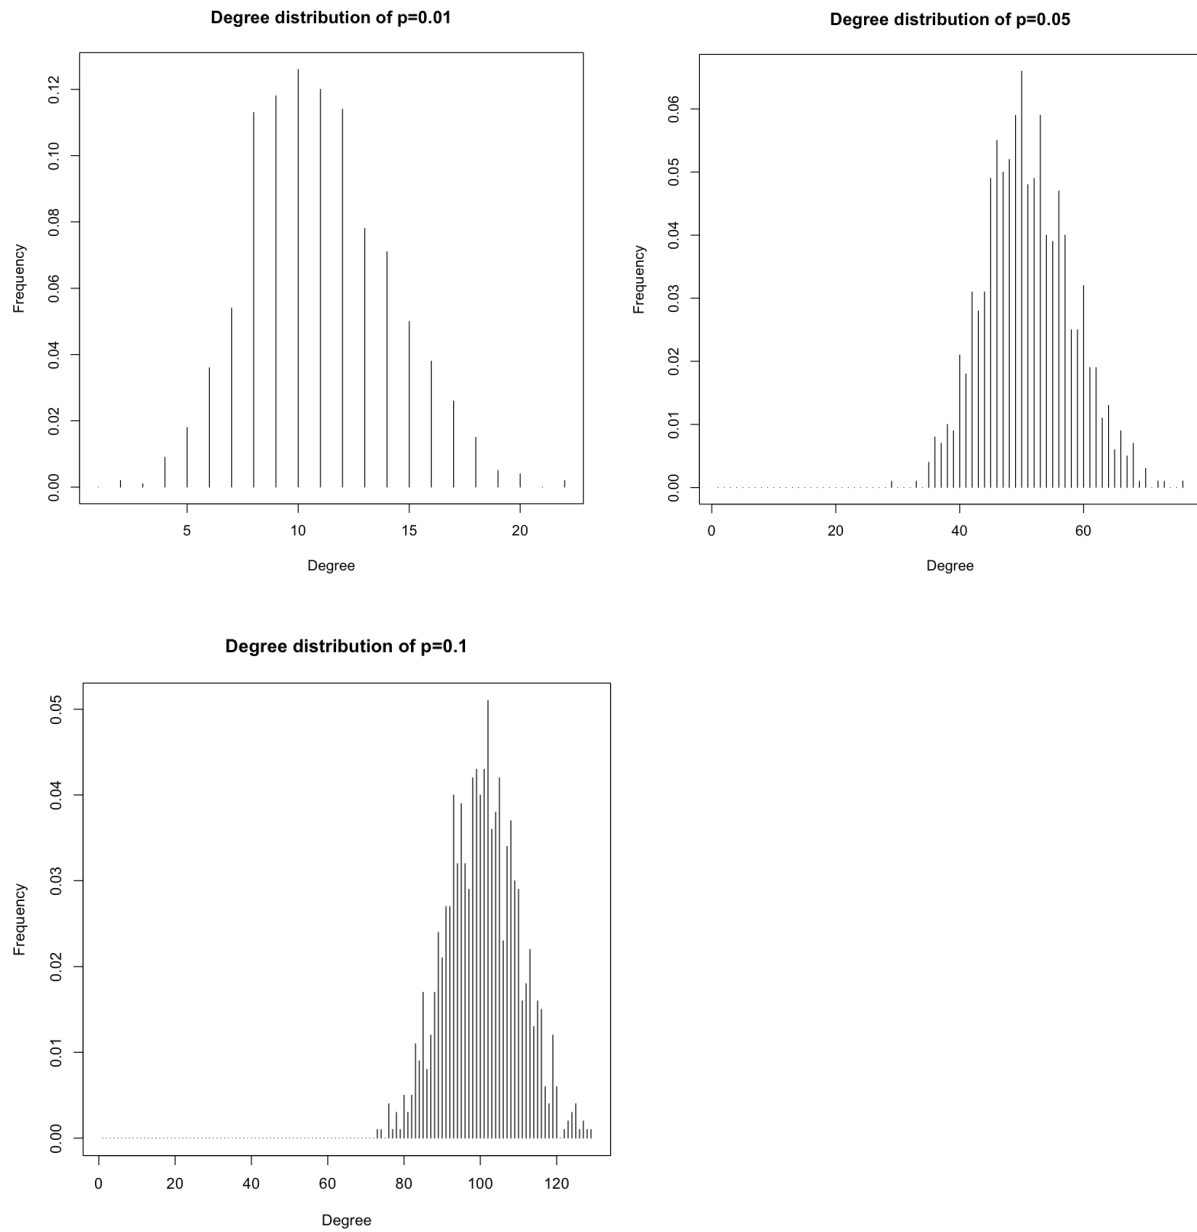 Degree distribution of p=0.01
Frequency
0.12
0.10
0.08
0.06
0.04
0.02
0.00
5 10 15 20
Degree
Degree distribution of p=0.05
Frequency
0.06
0.05
0.04
0.03
0.02
0.01
0.00
0 20 40 60
Degree
Degree distribution of p=0.1
Frequency
0.05
0.04
0.03
0.02
0.01
0.00
0 20 40 60 80 100 120
Degree